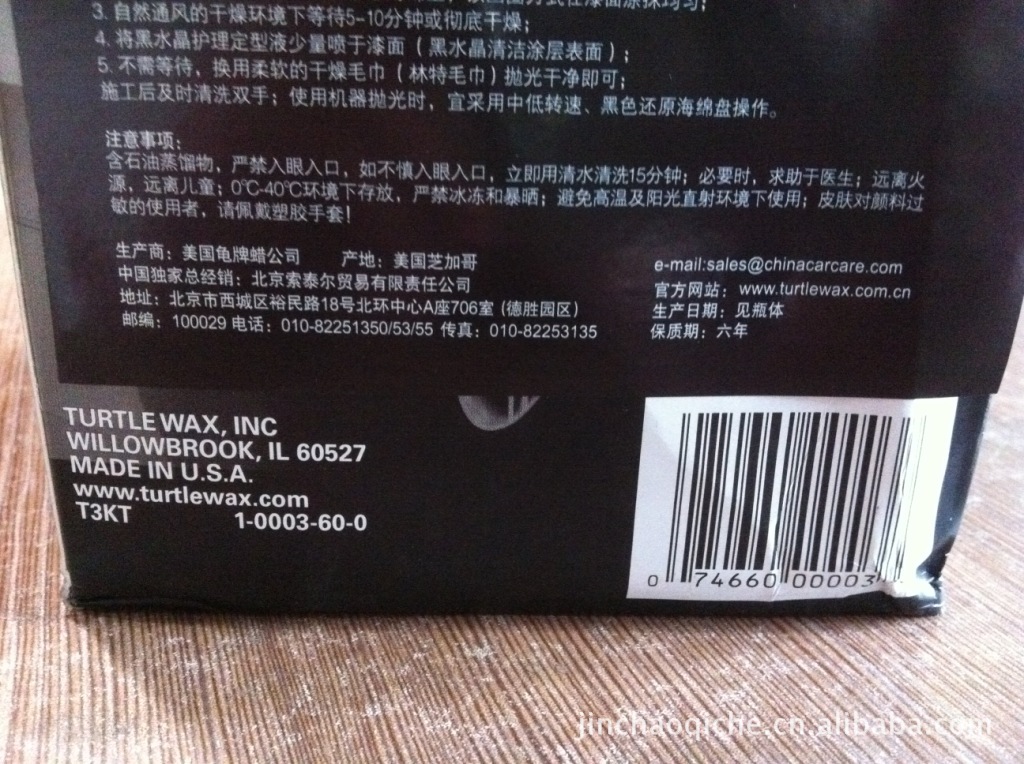 3. 自然通风的干燥环境下等待5-10分钟或彻底干燥；
4. 将黑水晶护理定型液少量喷于漆面（黑水晶清洁涂层表面）；
5. 不需等待，换用柔软的干燥毛巾（林特毛巾）抛光干净即可；
施工后及时清洗双手；使用机器抛光时，宜采用中低转速、黑色还原海绵盘操作。
注意事项：
含石油蒸馏物，严禁入眼入口，如不慎入眼入口，立即用清水清洗15分钟；必要时，求助于医生；远离火
源，远离儿童；0℃-40℃环境下存放，严禁冰冻和暴晒；避免高温及阳光直射环境下使用；皮肤对颜料过
敏的使用者，请佩戴塑胶手套！
生产商：美国龟牌蜡公司 产地：美国芝加哥
中国独家总经销：北京索泰尔贸易有限责任公司
地址：北京市西城区裕民路18号北环中心A座706室 (德胜园区)
邮编：100029 电话：010-82251350/53/55 传真：010-82253135
e-mail:sales@chinacarcare.com
官方网站：www.turtlewax.com.cn
生产日期：见瓶体
保质期：六年
TURTLE WAX, INC
WILLOWBROOK, IL 60527
MADE IN U.S.A.
www.turtlewax.com
T3KT 1-0003-60-0
0 74660 00003
jinchaoqiche.cn.alibaba.com